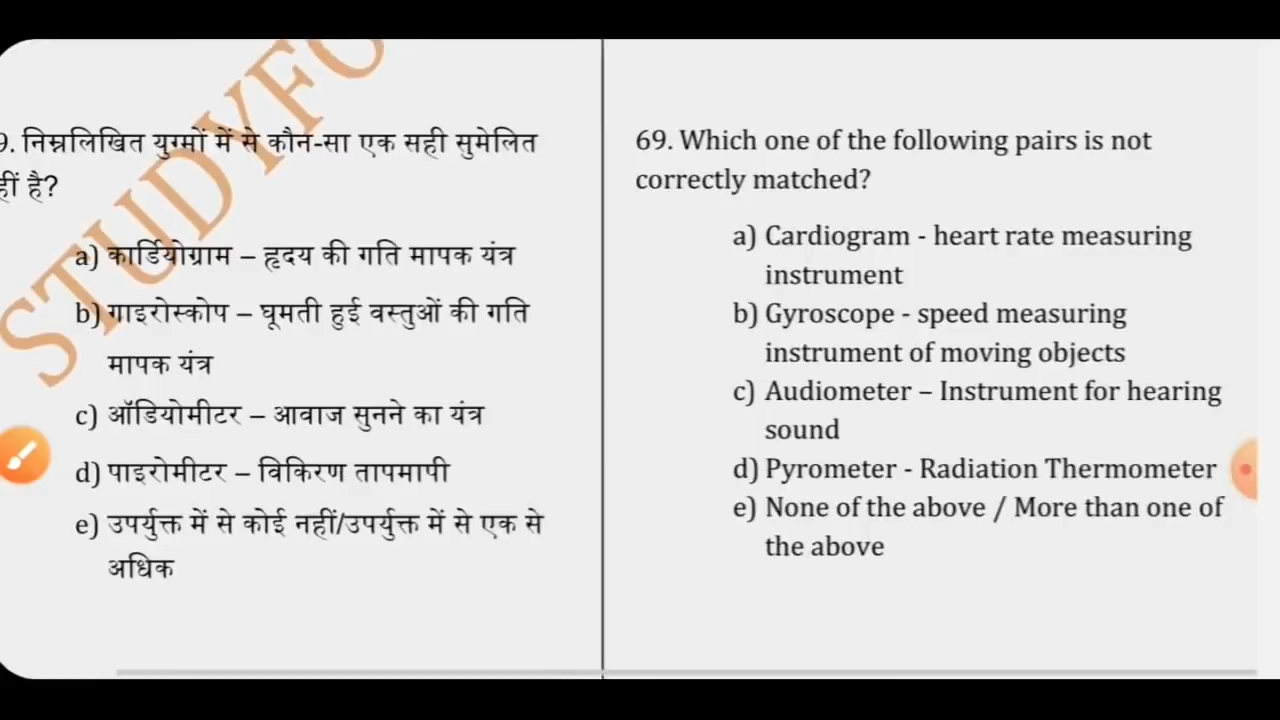 9. निम्नलिखित युग्मों में से कौन-सा एक सही सुमेलित
हीं है?
a) कार्डियोग्राम – हृदय की गति मापक यंत्र
b) गाइरोस्कोप – घूमती हुई वस्तुओं की गति
मापक यंत्र
c) ऑडियोमीटर – आवाज सुनने का यंत्र
d) पाइरोमीटर – विकिरण तापमापी
e) उपर्युक्त में से कोई नहीं/उपर्युक्त में से एक से
अधिक
STUDYFO
69. Which one of the following pairs is not
correctly matched?
a) Cardiogram - heart rate measuring
instrument
b) Gyroscope - speed measuring
instrument of moving objects
c) Audiometer – Instrument for hearing
sound
d) Pyrometer - Radiation Thermometer
e) None of the above / More than one of
the above